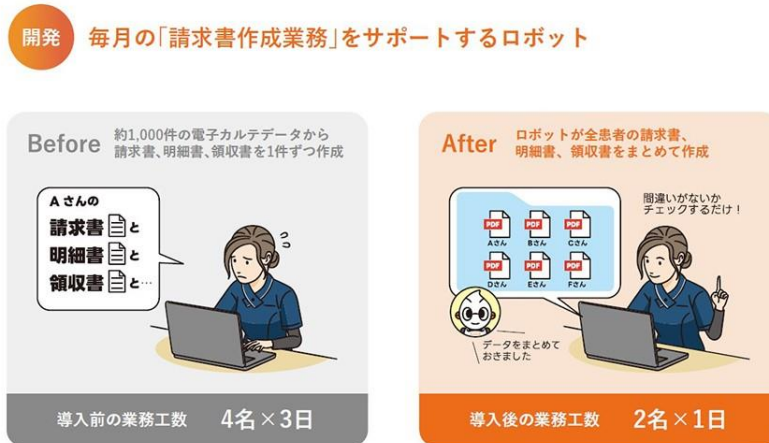 開発
毎月の「請求書作成業務」をサポートするロボット
Before
約1,000件の電子カルテデータから
請求書、明細書、領収書を1件ずつ作成
Aさんの
請求書と
明細書と
領収書と…
導入前の業務工数 4名×3日
After
ロボットが全患者の請求書、
明細書、領収書をまとめて作成
間違いがないか
チェックするだけ！
PDF PDF PDF
Aさん Bさん Cさん
PDF PDF PDF
Dさん Eさん Fさん
データをまとめて
おきました
導入後の業務工数 2名×1日